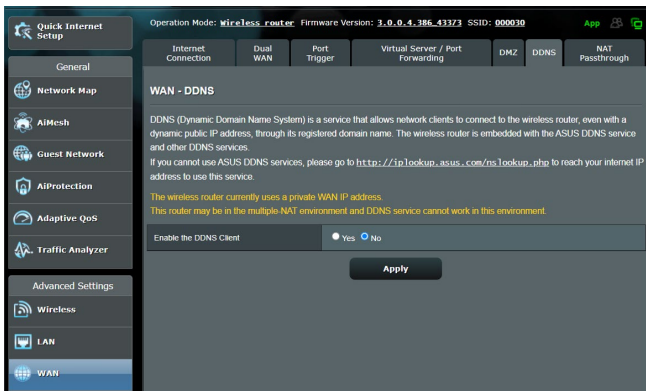 Quick Internet
Setup
Operation Mode: Wireless router Firmware Version: 3.0.0.4.386_43373 SSID: 000030
App
Internet
Connection
Dual
WAN
Port
Trigger
Virtual Server / Port
Forwarding
DMZ
DDNS
NAT
Passthrough
General
Network Map
AiMesh
Guest Network
AiProtection
Adaptive QoS
Traffic Analyzer
Advanced Settings
Wireless
LAN
WAN
WAN - DDNS
DDNS (Dynamic Domain Name System) is a service that allows network clients to connect to the wireless router, even with a
dynamic public IP address, through its registered domain name. The wireless router is embedded with the ASUS DDNS service
and other DDNS services.
If you cannot use ASUS DDNS services, please go to http://iplookup.asus.com/nslookup.php to reach your internet IP
address to use this service.
The wireless router currently uses a private WAN IP address.
This router may be in the multiple-NAT environment and DDNS service cannot work in this environment.
Enable the DDNS Client
Yes No
Apply